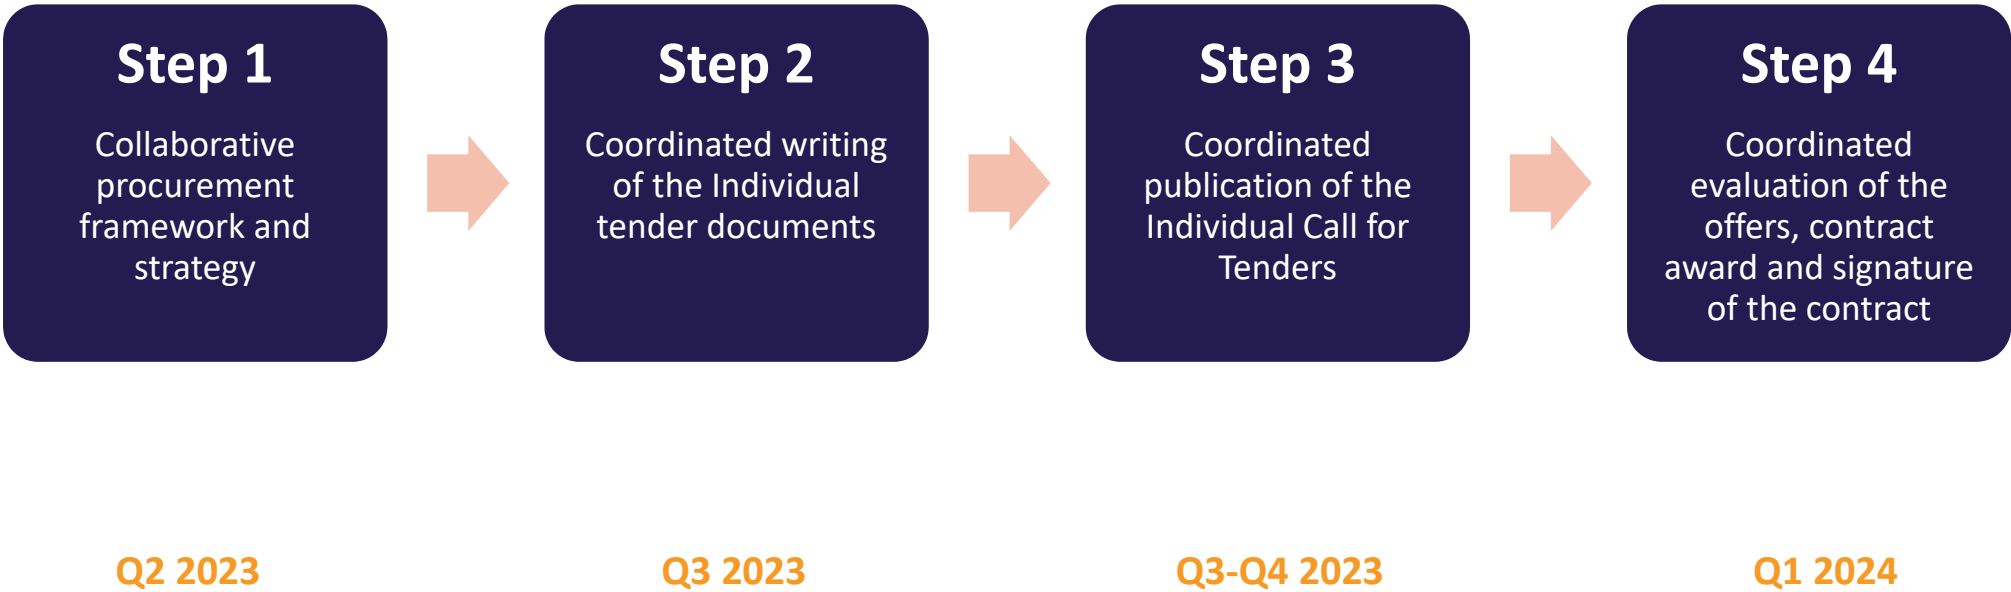 Step 1
Collaborative
procurement
framework and
strategy
Step 2
Coordinated writing
of the Individual
tender documents
Step 3
Coordinated
publication of the
Individual Call for
Tenders
Step 4
Coordinated
evaluation of the
offers, contract
award and signature
of the contract
Q2 2023
Q3 2023
Q3-Q4 2023
Q1 2024